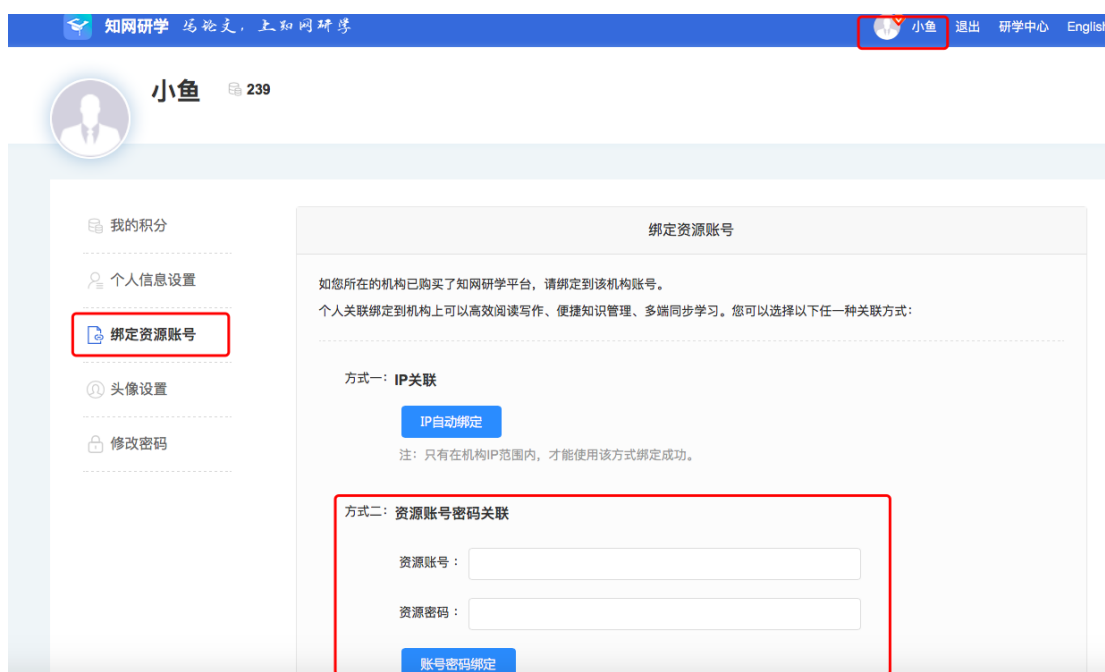 知网研学 写论文，上知网研学
小鱼 退出 研学中心 English
小鱼 239
我的积分
个人信息设置
绑定资源账号
头像设置
修改密码
绑定资源账号
如您所在的机构已购买了知网研学平台，请绑定到该机构账号。
个人关联绑定到机构上可以高效阅读写作、便捷知识管理、多端同步学习。您可以选择以下任一种关联方式：
方式一：IP关联
IP自动绑定
注：只有在机构IP范围内，才能使用该方式绑定成功。
方式二：资源账号密码关联
资源账号：
资源密码：
账号密码绑定